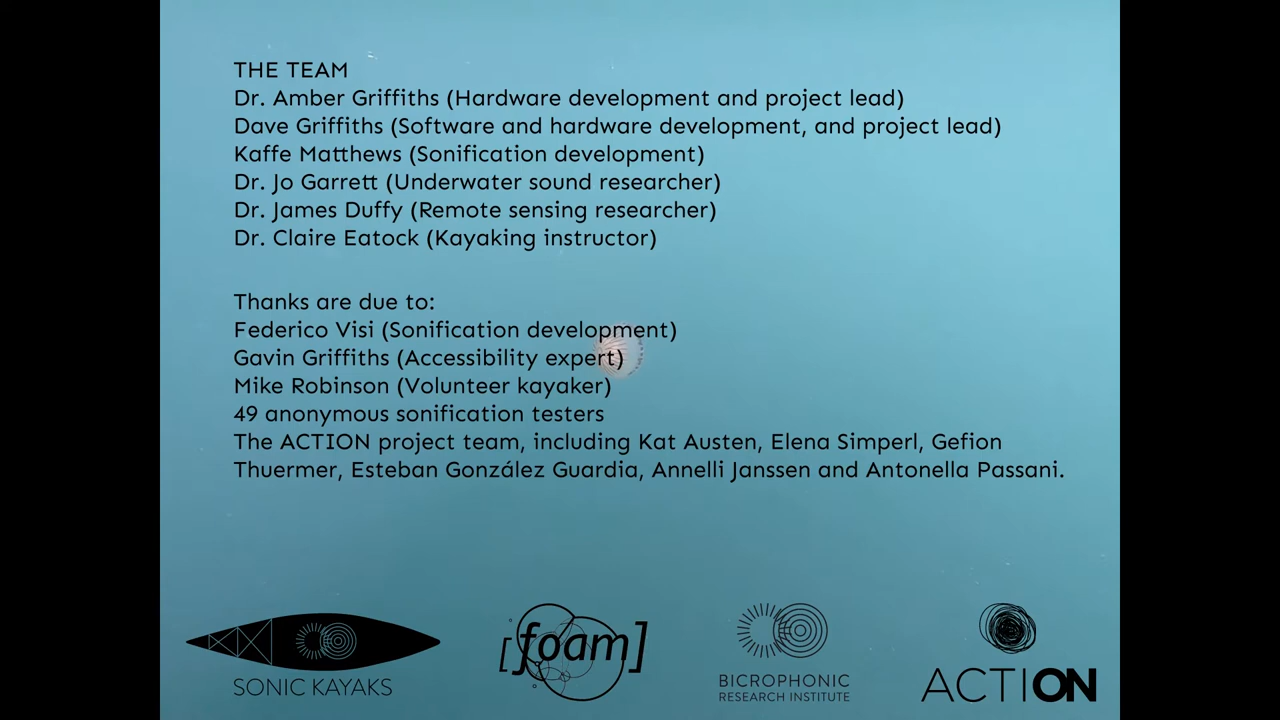 THE TEAM
Dr. Amber Griffiths (Hardware development and project lead)
Dave Griffiths (Software and hardware development, and project lead)
Kaffe Matthews (Sonification development)
Dr. Jo Garrett (Underwater sound researcher)
Dr. James Duffy (Remote sensing researcher)
Dr. Claire Eatock (Kayaking instructor)
Thanks are due to:
Federico Visi (Sonification development)
Gavin Griffiths (Accessibility expert)
Mike Robinson (Volunteer kayaker)
49 anonymous sonification testers
The ACTION project team, including Kat Austen, Elena Simperl, Gefion
Thuermer, Esteban González Guardia, Annelli Janssen and Antonella Passani.
SONIC KAYAKS
[foam]
BICROPHONIC
RESEARCH INSTITUTE
ACTION